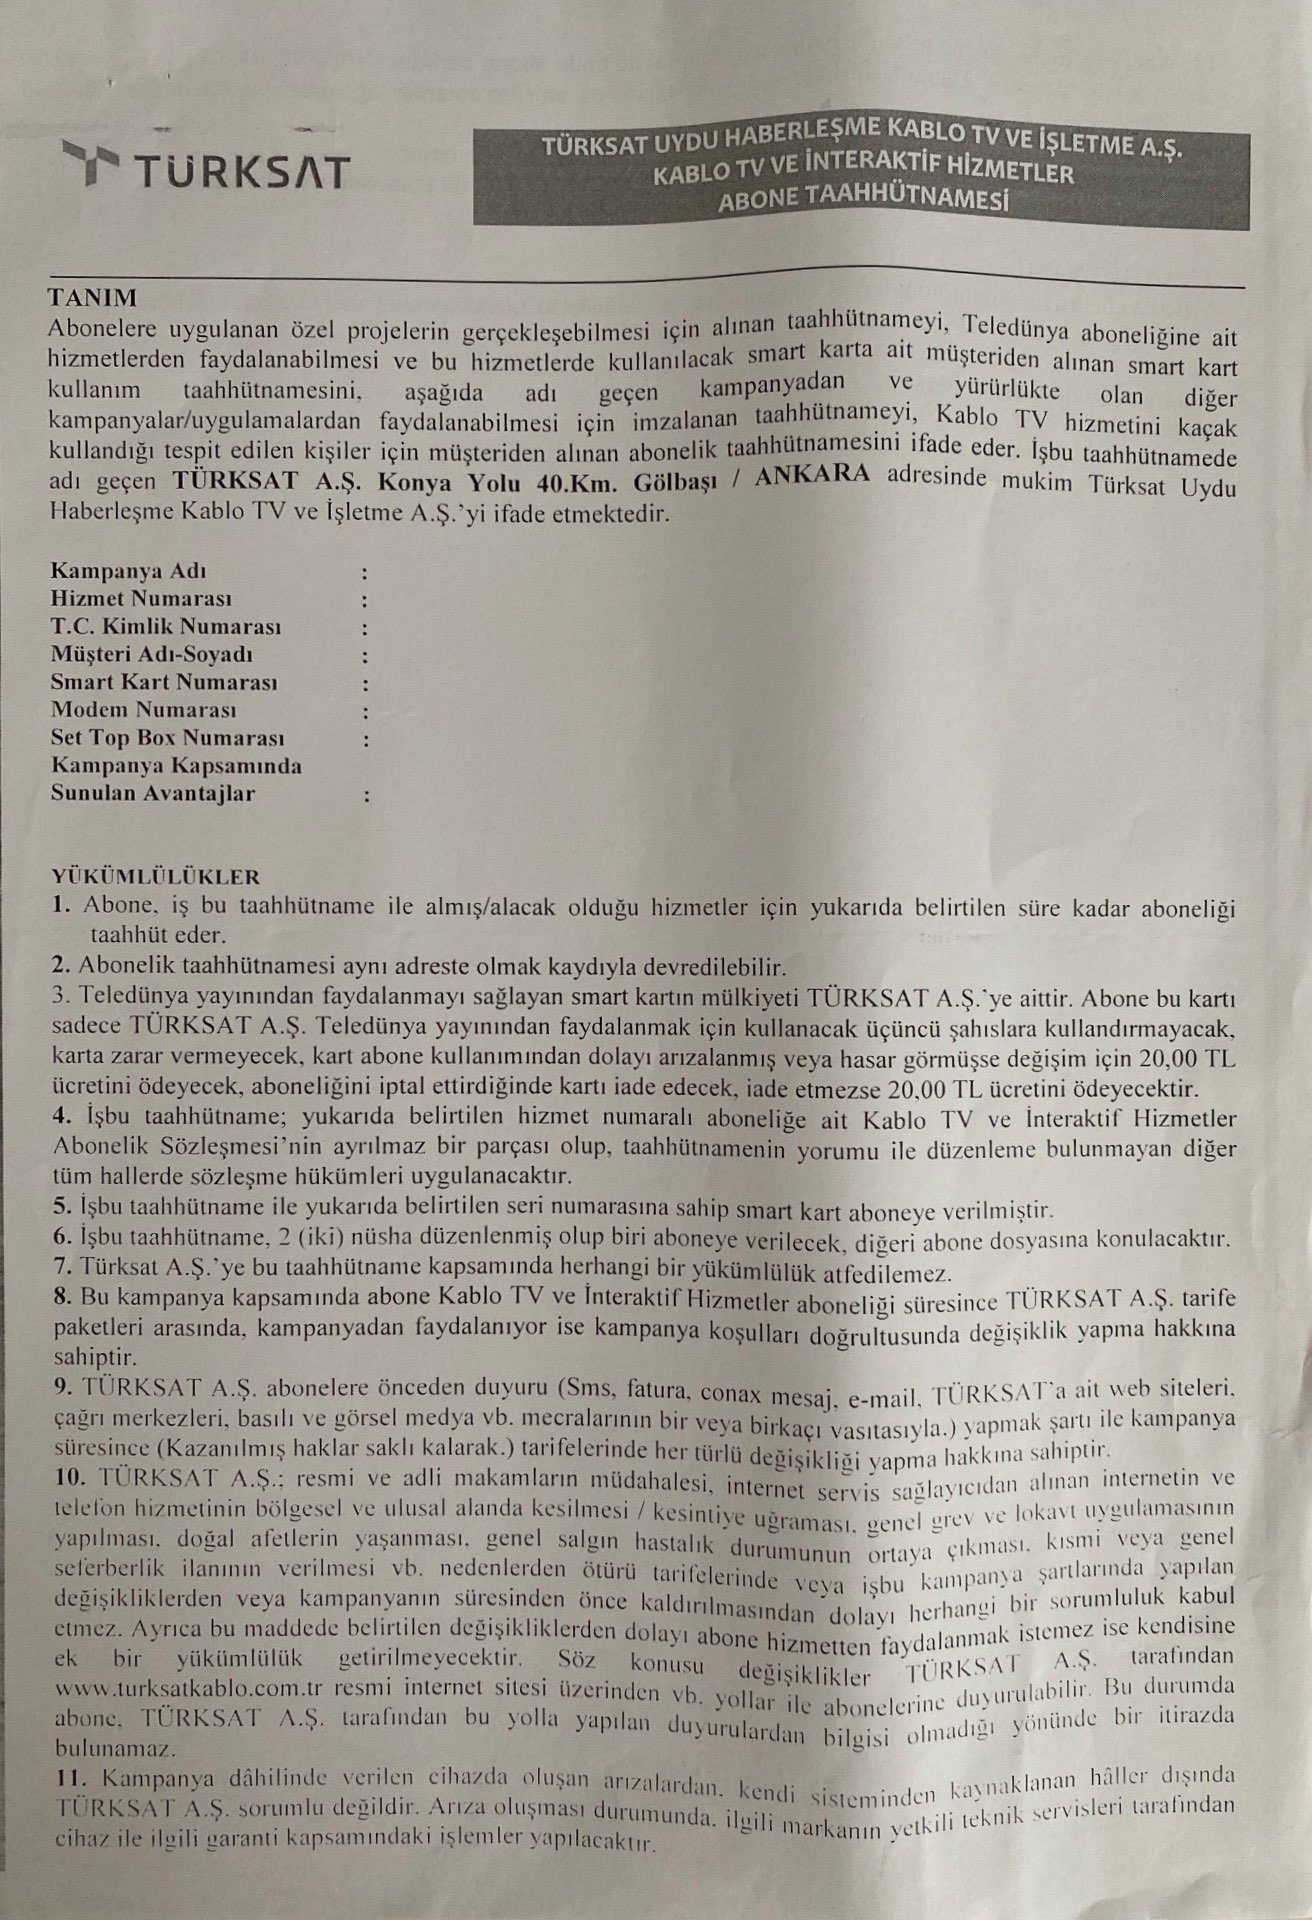 TÜRKSAT
TÜRKSAT UYDU HABERLEŞME KABLO TV VE İŞLETME A.Ş.
KABLO TV VE İNTERAKTİF HİZMETLER
ABONE TAAHHÜTNAMESİ
TANIM
Abonelere uygulanan özel projelerin gerçekleşebilmesi için alınan taahhütnameyi, Teledünya aboneliğine ait
hizmetlerden faydalanabilmesi ve bu hizmetlerde kullanılacak smart karta ait müşteriden alınan smart kart
kullanım taahhütnamesini, aşağıda adı geçen kampanyadan ve yürürlükte olan diğer
kampanyalar/uygulamalardan faydalanabilmesi için imzalanan taahhütnameyi, Kablo TV hizmetini kaçak
kullandığı tespit edilen kişiler için müşteriden alınan abonelik taahhütnamesini ifade eder. İşbu taahhütnamede
adı geçen TÜRKSAT A.Ş. Konya Yolu 40.Km. Gölbaşı / ANKARA adresinde mukim Türksat Uydu
Haberleşme Kablo TV ve İşletme A.Ş.'yi ifade etmektedir.
Kampanya Adı :
Hizmet Numarası :
T.C. Kimlik Numarası :
Müşteri Adı-Soyadı :
Smart Kart Numarası :
Modem Numarası :
Set Top Box Numarası :
Kampanya Kapsamında
Sunulan Avantajlar :
YÜKÜMLÜLÜKLER
1. Abone, iş bu taahhütname ile almış/alacak olduğu hizmetler için yukarıda belirtilen süre kadar aboneliği
taahhüt eder.
2. Abonelik taahhütnamesi aynı adreste olmak kaydıyla devredilebilir.
3. Teledünya yayınından faydalanmayı sağlayan smart kartın mülkiyeti TÜRKSAT A.Ş.'ye aittir. Abone bu kartı
sadece TÜRKSAT A.Ş. Teledünya yayınından faydalanmak için kullanacak üçüncü şahıslara kullandırmayacak,
karta zarar vermeyecek, kart abone kullanımından dolayı arızalanmış veya hasar görmüşse değişim için 20,00 TL
ücretini ödeyecek, aboneliğini iptal ettirdiğinde kartı iade edecek, iade etmezse 20,00 TL ücretini ödeyecektir.
4. İşbu taahhütname; yukarıda belirtilen hizmet numaralı aboneliğe ait Kablo TV ve İnteraktif Hizmetler
Abonelik Sözleşmesi'nin ayrılmaz bir parçası olup, taahhütnamenin yorumu ile düzenleme bulunmayan diğer
tüm hallerde sözleşme hükümleri uygulanacaktır.
5. İşbu taahhütname ile yukarıda belirtilen seri numarasına sahip smart kart aboneye verilmiştir.
6. İşbu taahhütname, 2 (iki) nüsha düzenlenmiş olup biri aboneye verilecek, diğeri abone dosyasına konulacaktır.
7. Türksat A.Ş.'ye bu taahhütname kapsamında herhangi bir yükümlülük atfedilemez.
8. Bu kampanya kapsamında abone Kablo TV ve İnteraktif Hizmetler aboneliği süresince TÜRKSAT A.Ş. tarife
paketleri arasında, kampanyadan faydalanıyor ise kampanya koşulları doğrultusunda değişiklik yapma hakkına
sahiptir.
9. TÜRKSAT A.Ş. abonelere önceden duyuru (Sms, fatura, conax mesaj, e-mail, TÜRKSAT'a ait web siteleri,
çağrı merkezleri, basılı ve görsel medya vb. mecralarının bir veya birkaçı vasıtasıyla.) yapmak şartı ile kampanya
süresince (Kazanılmış haklar saklı kalarak.) tarifelerinde her türlü değişikliği yapma hakkına sahiptir.
10. TÜRKSAT A.Ş.; resmi ve adli makamların müdahalesi, internet servis sağlayıcıdan alınan internetin ve
telefon hizmetinin bölgesel ve ulusal alanda kesilmesi / kesintiye uğraması, genel grev ve lokavt uygulamasının
yapılması, doğal afetlerin yaşanması, genel salgın hastalık durumunun ortaya çıkması, kısmi veya genel
seferberlik ilanının verilmesi vb. nedenlerden ötürü tarifelerinde veya işbu kampanya şartlarında yapılan
değişikliklerden veya kampanyanın süresinden önce kaldırılmasından dolayı herhangi bir sorumluluk kabul
etmez. Ayrıca bu maddede belirtilen değişikliklerden dolayı abone hizmetten faydalanmak istemez ise kendisine
ek bir yükümlülük getirilmeyecektir. Söz konusu değişiklikler TÜRKSAT A.Ş. tarafından
www.turksatkablo.com.tr resmi internet sitesi üzerinden vb. yollar ile abonelerine duyurulabilir. Bu durumda
abone, TÜRKSAT A.Ş. tarafından bu yolla yapılan duyurulardan bilgisi olmadığı yönünde bir itirazda
bulunamaz.
11. Kampanya dâhilinde verilen cihazda oluşan arızalardan, kendi sisteminden kaynaklanan hâller dışında
TÜRKSAT A.Ş. sorumlu değildir. Arıza oluşması durumunda, ilgili markanın yetkili teknik servisleri tarafından
cihaz ile ilgili garanti kapsamındaki işlemler yapılacaktır.